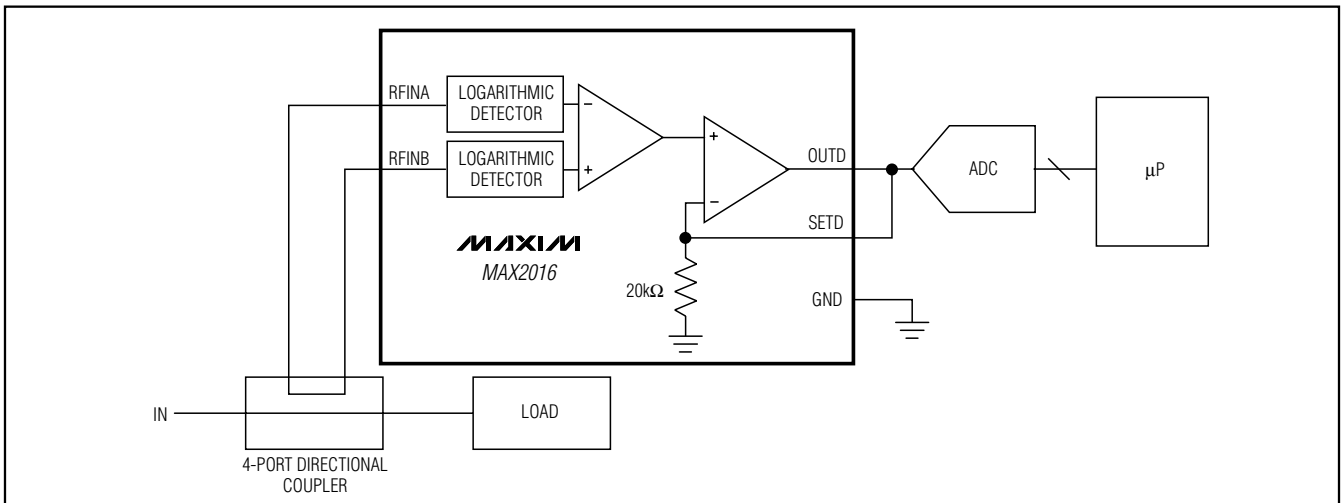 RFINA
LOGARITHMIC
DETECTOR
−
RFINB
LOGARITHMIC
DETECTOR
+
+
−
OUTD
SETD
ADC
μP
MAXIM
MAX2016
20kΩ
GND
IN
LOAD
4-PORT DIRECTIONAL
COUPLER